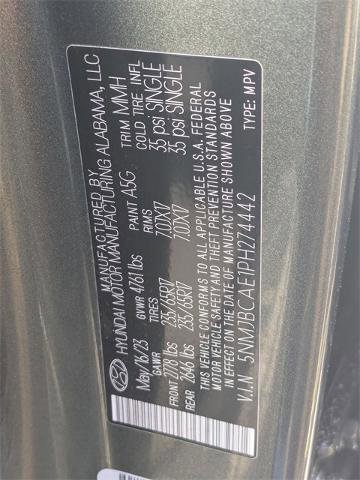 MANUFACTURED BY
HYUNDAI MOTOR MANUFACTURING ALABAMA, LLC
May/16/23 GVWR 4761 lbs PAINT A5G TRIM MMH
GAWR TIRES RIMS COLD TIRE INFL
FRONT 2778 lbs 235/65R17 7.0JX17 35 psi SINGLE
REAR 2646 lbs 235/65R17 7.0JX17 35 psi SINGLE
THIS VEHICLE CONFORMS TO ALL APPLICABLE U.S.A. FEDERAL
MOTOR VEHICLE SAFETY AND THEFT PREVENTION STANDARDS
IN EFFECT ON THE DATE OF MANUFACTURE SHOWN ABOVE
V.I.N 5NMJBCAE1PH274442 TYPE: MPV